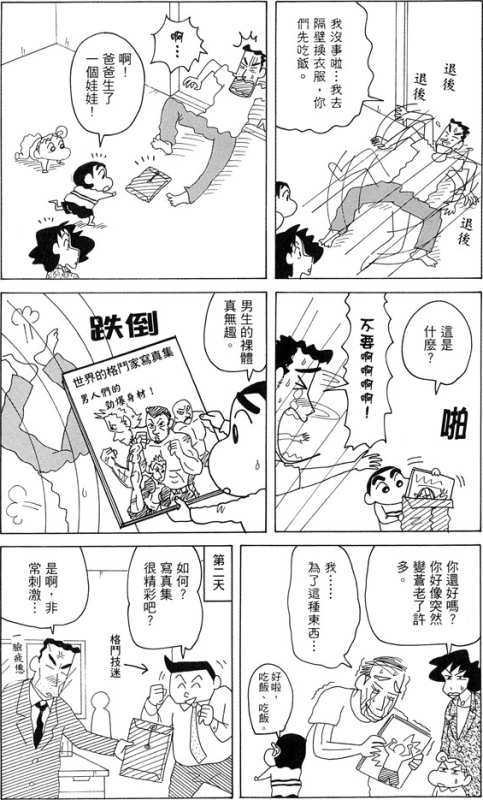 我沒事啦…我去
隔壁換衣服，你
們先吃飯。
退後
退後
退後
退後
啊…
啊！
爸爸生了
一個娃娃！
這是
什麼？
不要啊啊啊啊！
啪
男生的裸體
真無趣。
跌倒
世界的格鬥家寫真集
男人們的
勁爆身材！
你還好嗎？
你好像突然
變蒼老了許
多。
我……
為了這種東西…
好啦，
吃飯、吃飯。
第二天
如何？
寫真集
很精彩吧？
格鬥技迷
是啊，非
常刺激…
一臉疲憊